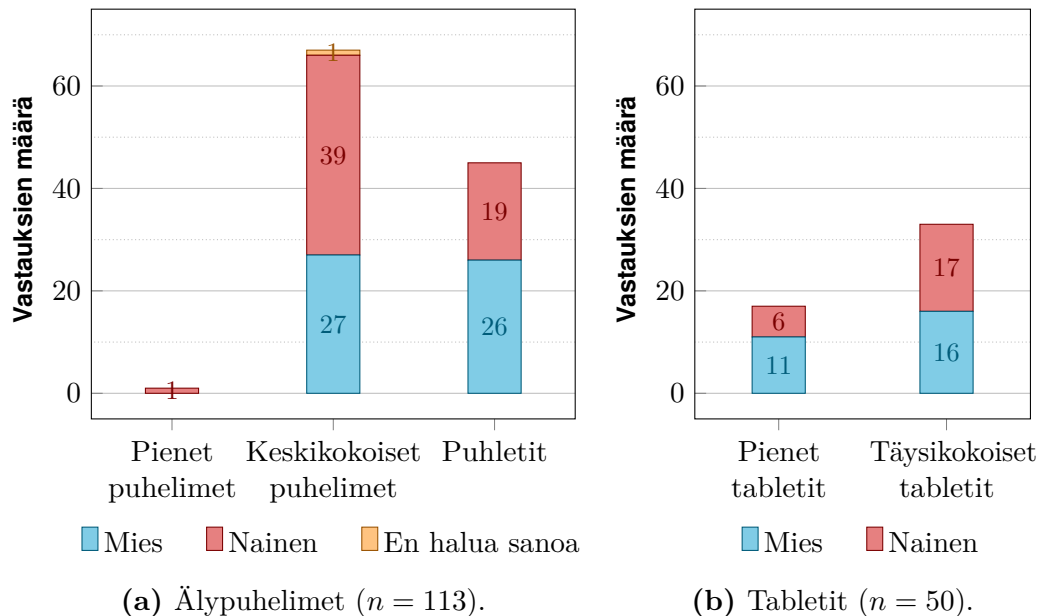 Vastauksien määrä
60
40
20
0
1
27
39
1
26
19
Pienet puhelimet
Keskikokoiset puhelimet
Puhletit
Mies
Nainen
En halua sanoa
(a) Älypuhelimet (n = 113).
Vastauksien määrä
60
40
20
0
11
6
16
17
Pienet tabletit
Täysikokoiset tabletit
Mies
Nainen
(b) Tabletit (n = 50).